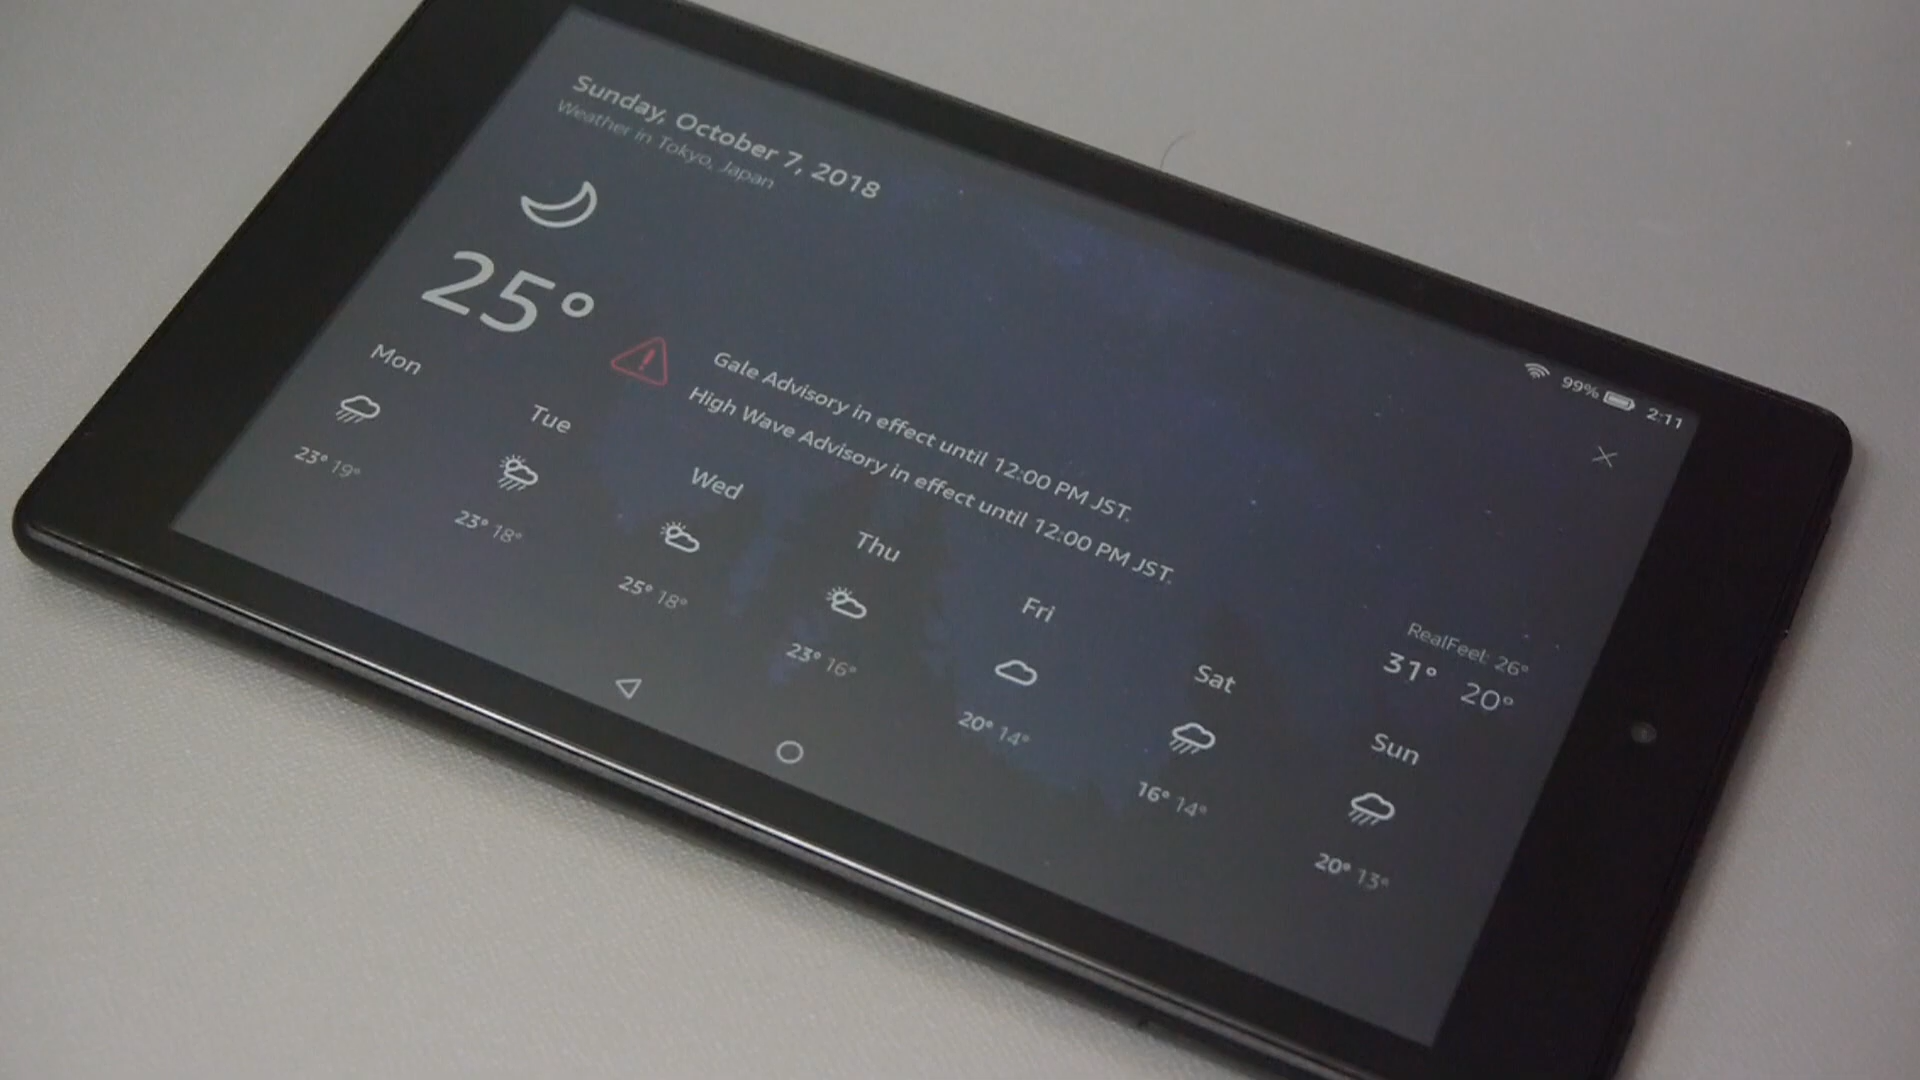 99% 2:11
Sunday, October 7, 2018
Weather in Tokyo, Japan
25°
Gale Advisory in effect until 12:00 PM JST.
High Wave Advisory in effect until 12:00 PM JST.
RealFeel: 26°
31° 20°
Mon
23° 19°
Tue
23° 18°
Wed
25° 18°
Thu
23° 16°
Fri
20° 14°
Sat
16° 14°
Sun
20° 13°